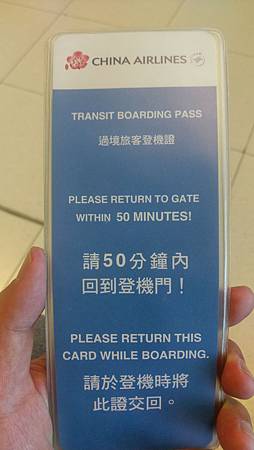 CHINA AIRLINES
TRANSIT BOARDING PASS
過境旅客登機證
PLEASE RETURN TO GATE
WITHIN 50 MINUTES!
請50分鐘內
回到登機門！
PLEASE RETURN THIS
CARD WHILE BOARDING.
請於登機時將
此證交回。